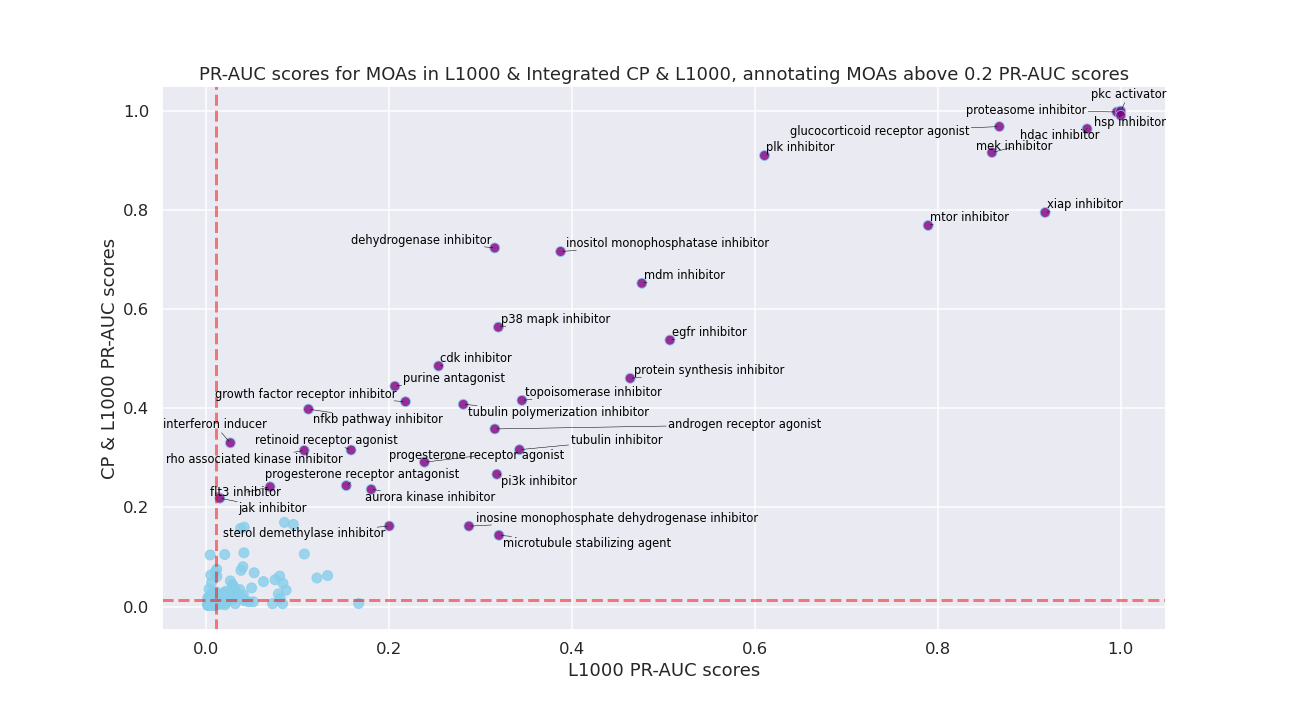 PR-AUC scores for MOAs in L1000 & Integrated CP & L1000, annotating MOAs above 0.2 PR-AUC scores
pkc activator
proteasome inhibitor
hsp inhibitor
glucocorticoid receptor agonist
hdac inhibitor
plk inhibitor
mek inhibitor
xiap inhibitor
mtor inhibitor
dehydrogenase inhibitor
inositol monophosphatase inhibitor
mdm inhibitor
p38 mapk inhibitor
egfr inhibitor
cdk inhibitor
protein synthesis inhibitor
purine antagonist
growth factor receptor inhibitor
topoisomerase inhibitor
tubulin polymerization inhibitor
nfkb pathway inhibitor
interferon inducer
androgen receptor agonist
retinoid receptor agonist
tubulin inhibitor
rho associated kinase inhibitor
progesterone receptor agonist
progesterone receptor antagonist
pi3k inhibitor
flt3 inhibitor
aurora kinase inhibitor
jak inhibitor
inosine monophosphate dehydrogenase inhibitor
sterol demethylase inhibitor
microtubule stabilizing agent
1.0
0.8
0.6
0.4
0.2
0.0
CP & L1000 PR-AUC scores
0.0 0.2 0.4 0.6 0.8 1.0
L1000 PR-AUC scores